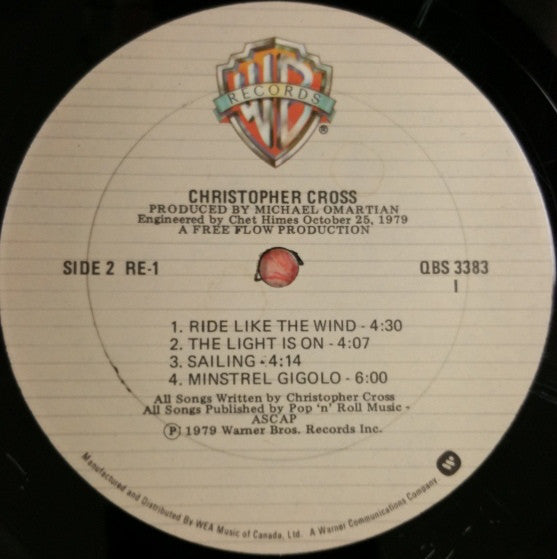 WB
RECORDS
®
CHRISTOPHER CROSS
PRODUCED BY MICHAEL OMARTIAN
Engineered by Chet Himes October 25, 1979
A FREE FLOW PRODUCTION
SIDE 2 RE-1
QBS 3383
1
1. RIDE LIKE THE WIND - 4:30
2. THE LIGHT IS ON - 4:07
3. SAILING - 4:14
4. MINSTREL GIGOLO - 6:00
All Songs Written by Christopher Cross
All Songs Published by Pop 'n' Roll Music -
ASCAP
Ⓟ 1979 Warner Bros. Records Inc.
Manufactured and Distributed By WEA Music of Canada, Ltd. A Warner Communications Company